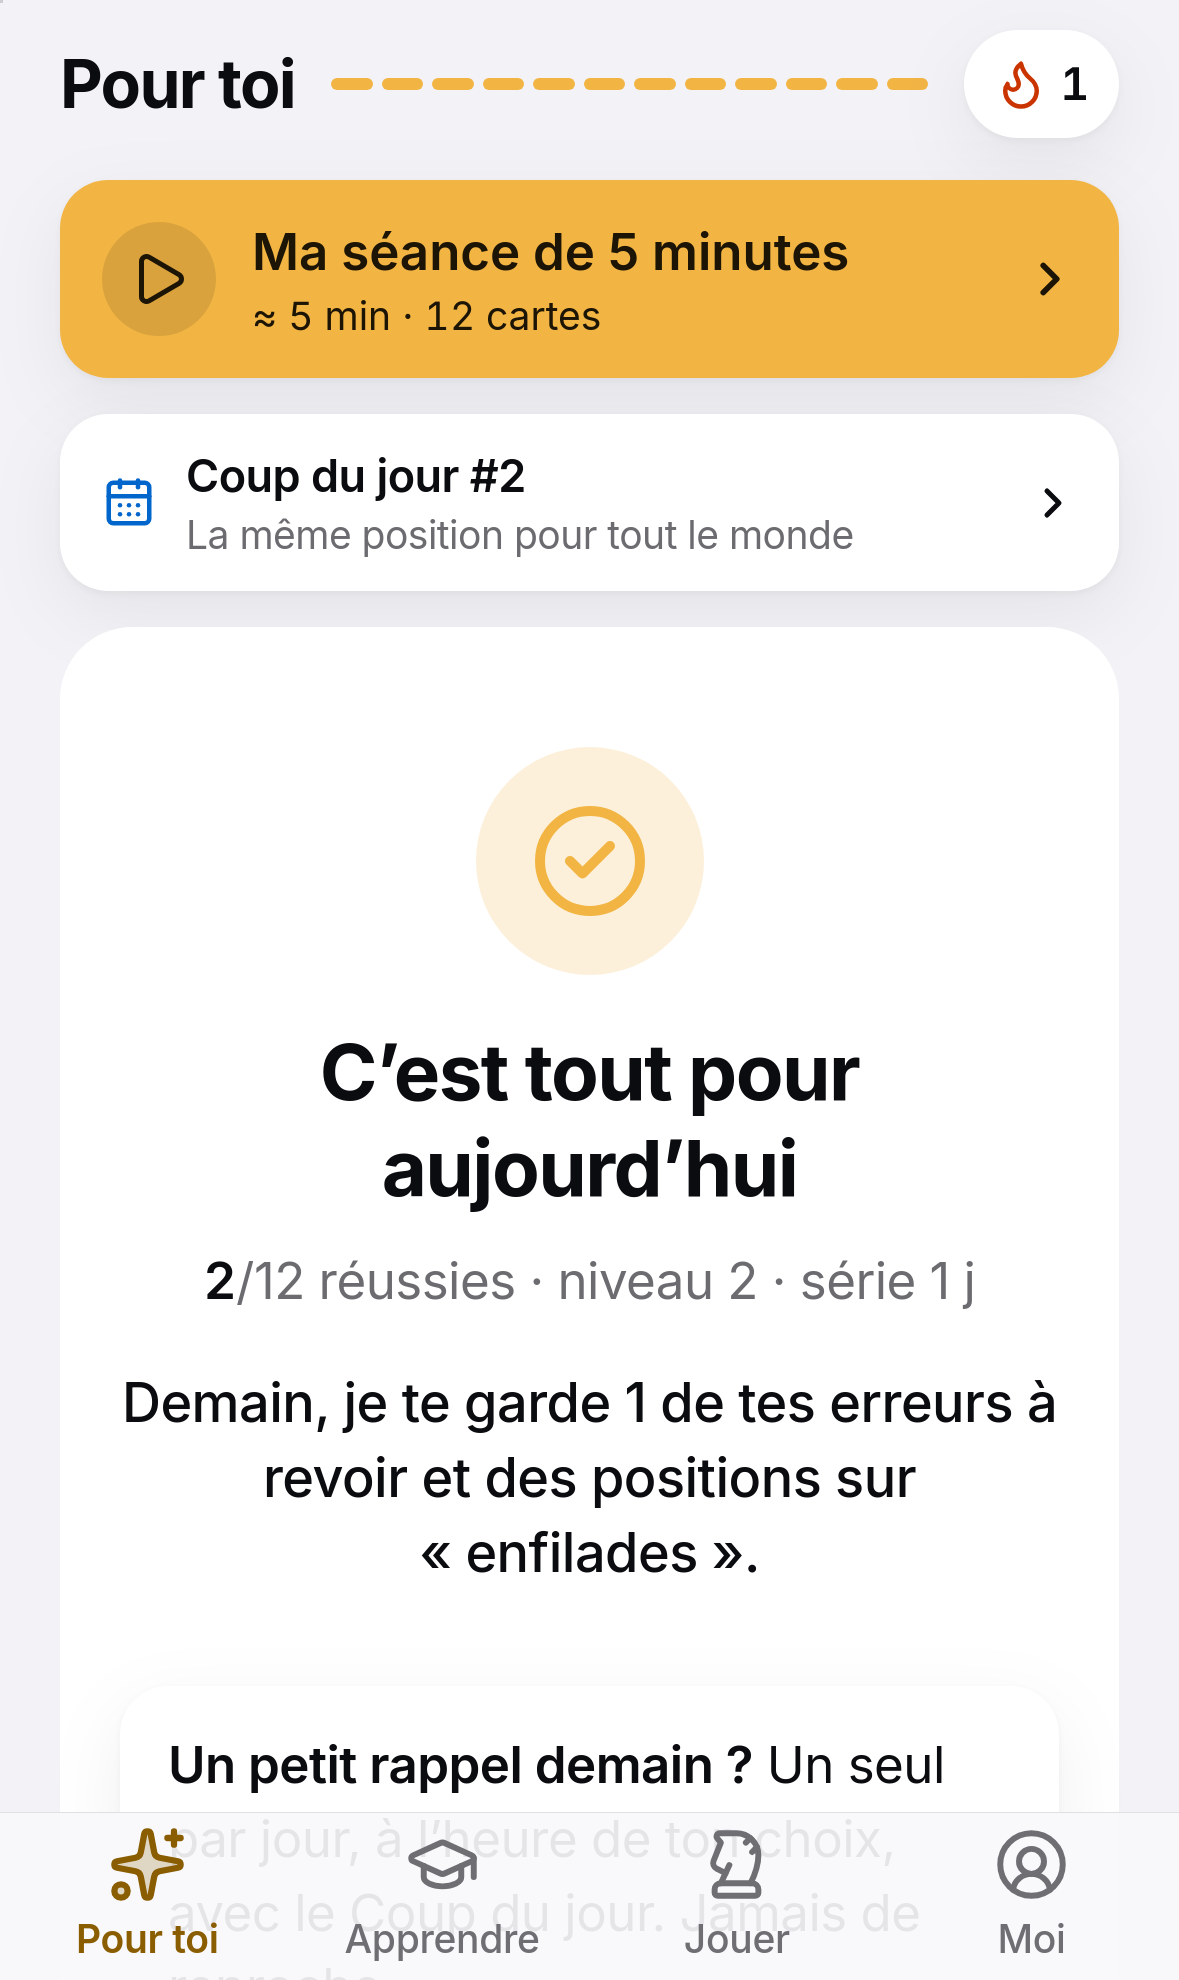 Pour toi
1
Ma séance de 5 minutes
≈ 5 min · 12 cartes
Coup du jour #2
La même position pour tout le monde
C’est tout pour
aujourd’hui
2/12 réussies · niveau 2 · série 1 j
Demain, je te garde 1 de tes erreurs à
revoir et des positions sur
« enfilades ».
Un petit rappel demain ? Un seul
par jour, à l’heure de ton choix,
avec le Coup du jour. Jamais de
Pour toi
Apprendre
Jouer
Moi